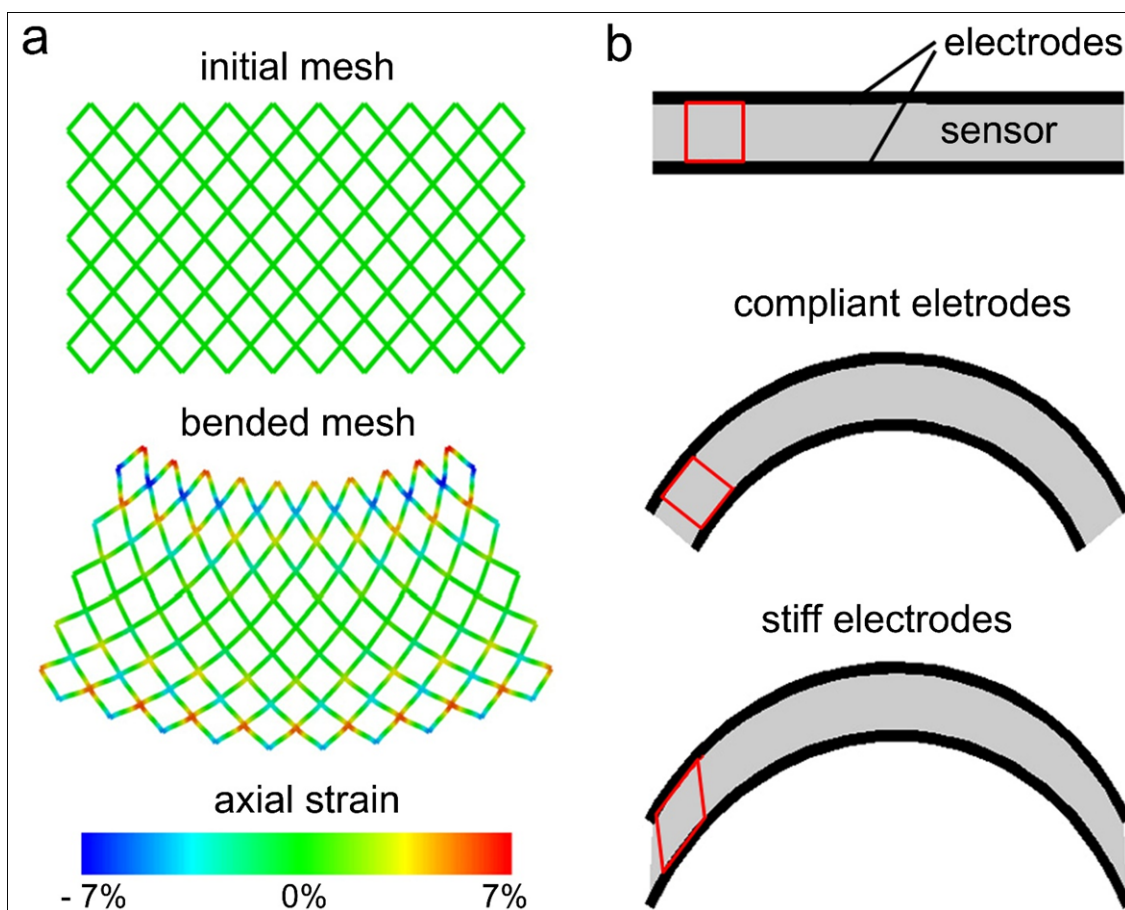 a
initial mesh
bended mesh
axial strain
- 7%
0%
7%
b
electrodes
sensor
compliant eletrodes
stiff electrodes